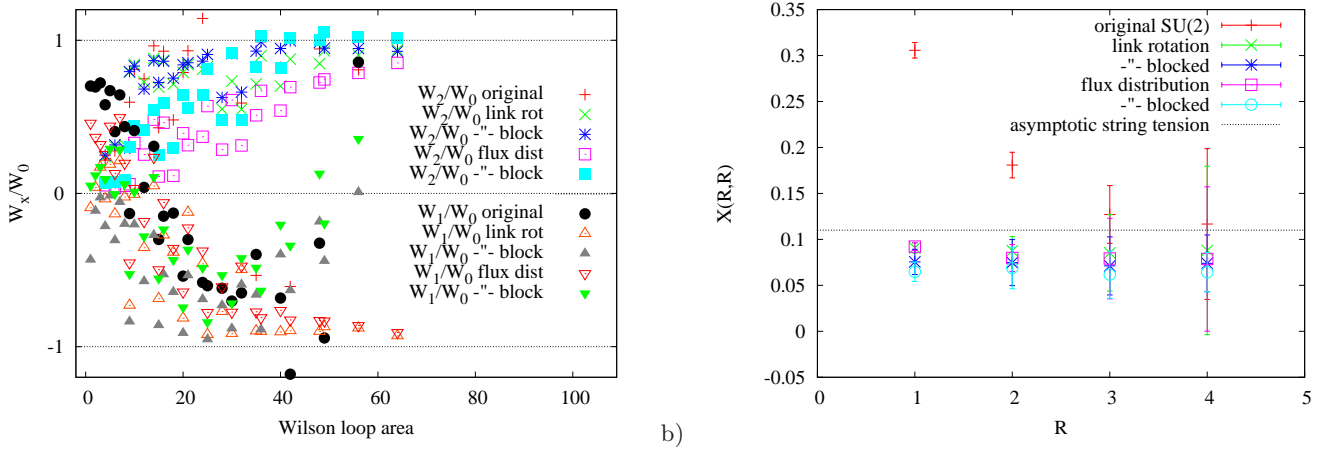 1
0
-1
W_x/W_0
0
20
40
60
80
100
Wilson loop area
W_2/W_0 original
W_2/W_0 link rot
W_2/W_0 -"- block
W_2/W_0 flux dist
W_2/W_0 -"- block
W_1/W_0 original
W_1/W_0 link rot
W_1/W_0 -"- block
W_1/W_0 flux dist
W_1/W_0 -"- block
b)
0.35
0.3
0.25
0.2
0.15
0.1
0.05
0
-0.05
X(R,R)
0
1
2
3
4
5
R
original SU(2)
link rotation
-"- blocked
flux distribution
-"- blocked
asymptotic string tension